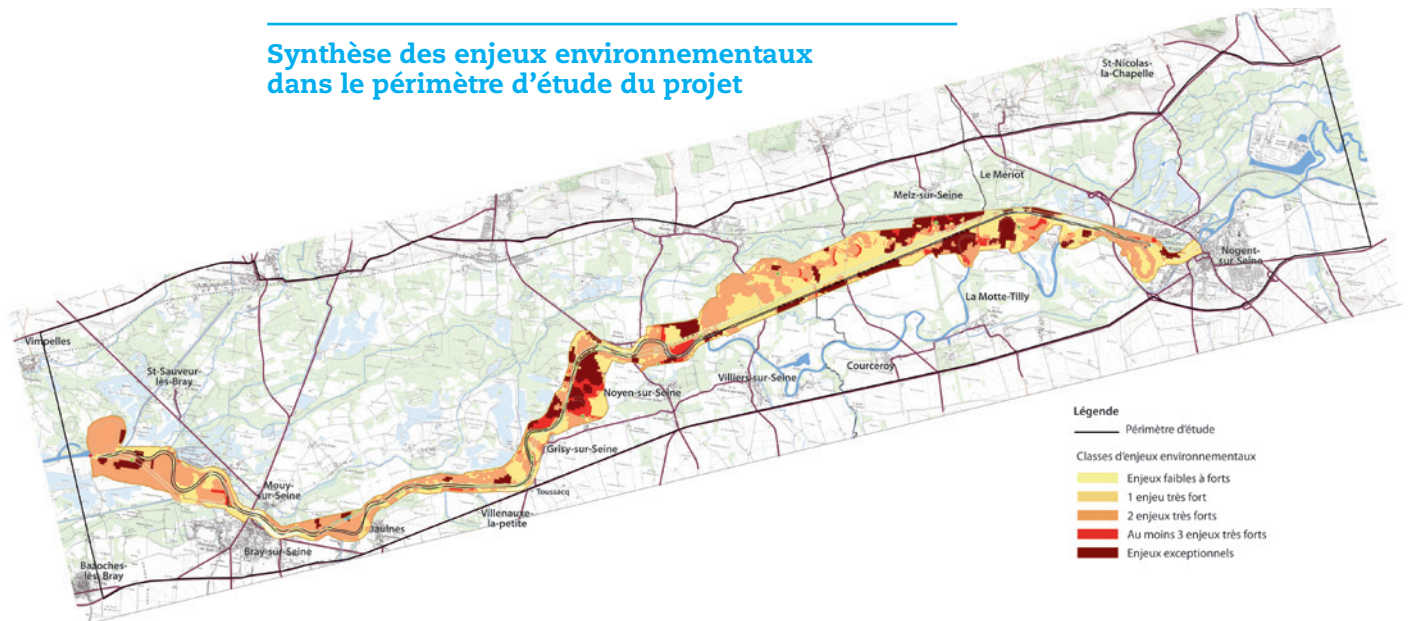 Synthèse des enjeux environnementaux
dans le périmètre d'étude du projet
St-Nicolas-
la-Chapelle
Le Mériot
Melz-sur-Seine
Nogent-
sur-Seine
La Motte-Tilly
Courceroy
Villiers-sur-Seine
Noyen-sur-Seine
Grisy-sur-Seine
Toussacq
Villenauxe-
la-petite
Jaulnes
Mouy-
sur-Seine
Bray-sur-Seine
St-Sauveur-
lès-Bray
Vimpelles
Bazoches-
lès-Bray
Légende
Périmètre d'étude
Classes d'enjeux environnementaux
Enjeux faibles à forts
1 enjeu très fort
2 enjeux très forts
Au moins 3 enjeux très forts
Enjeux exceptionnels